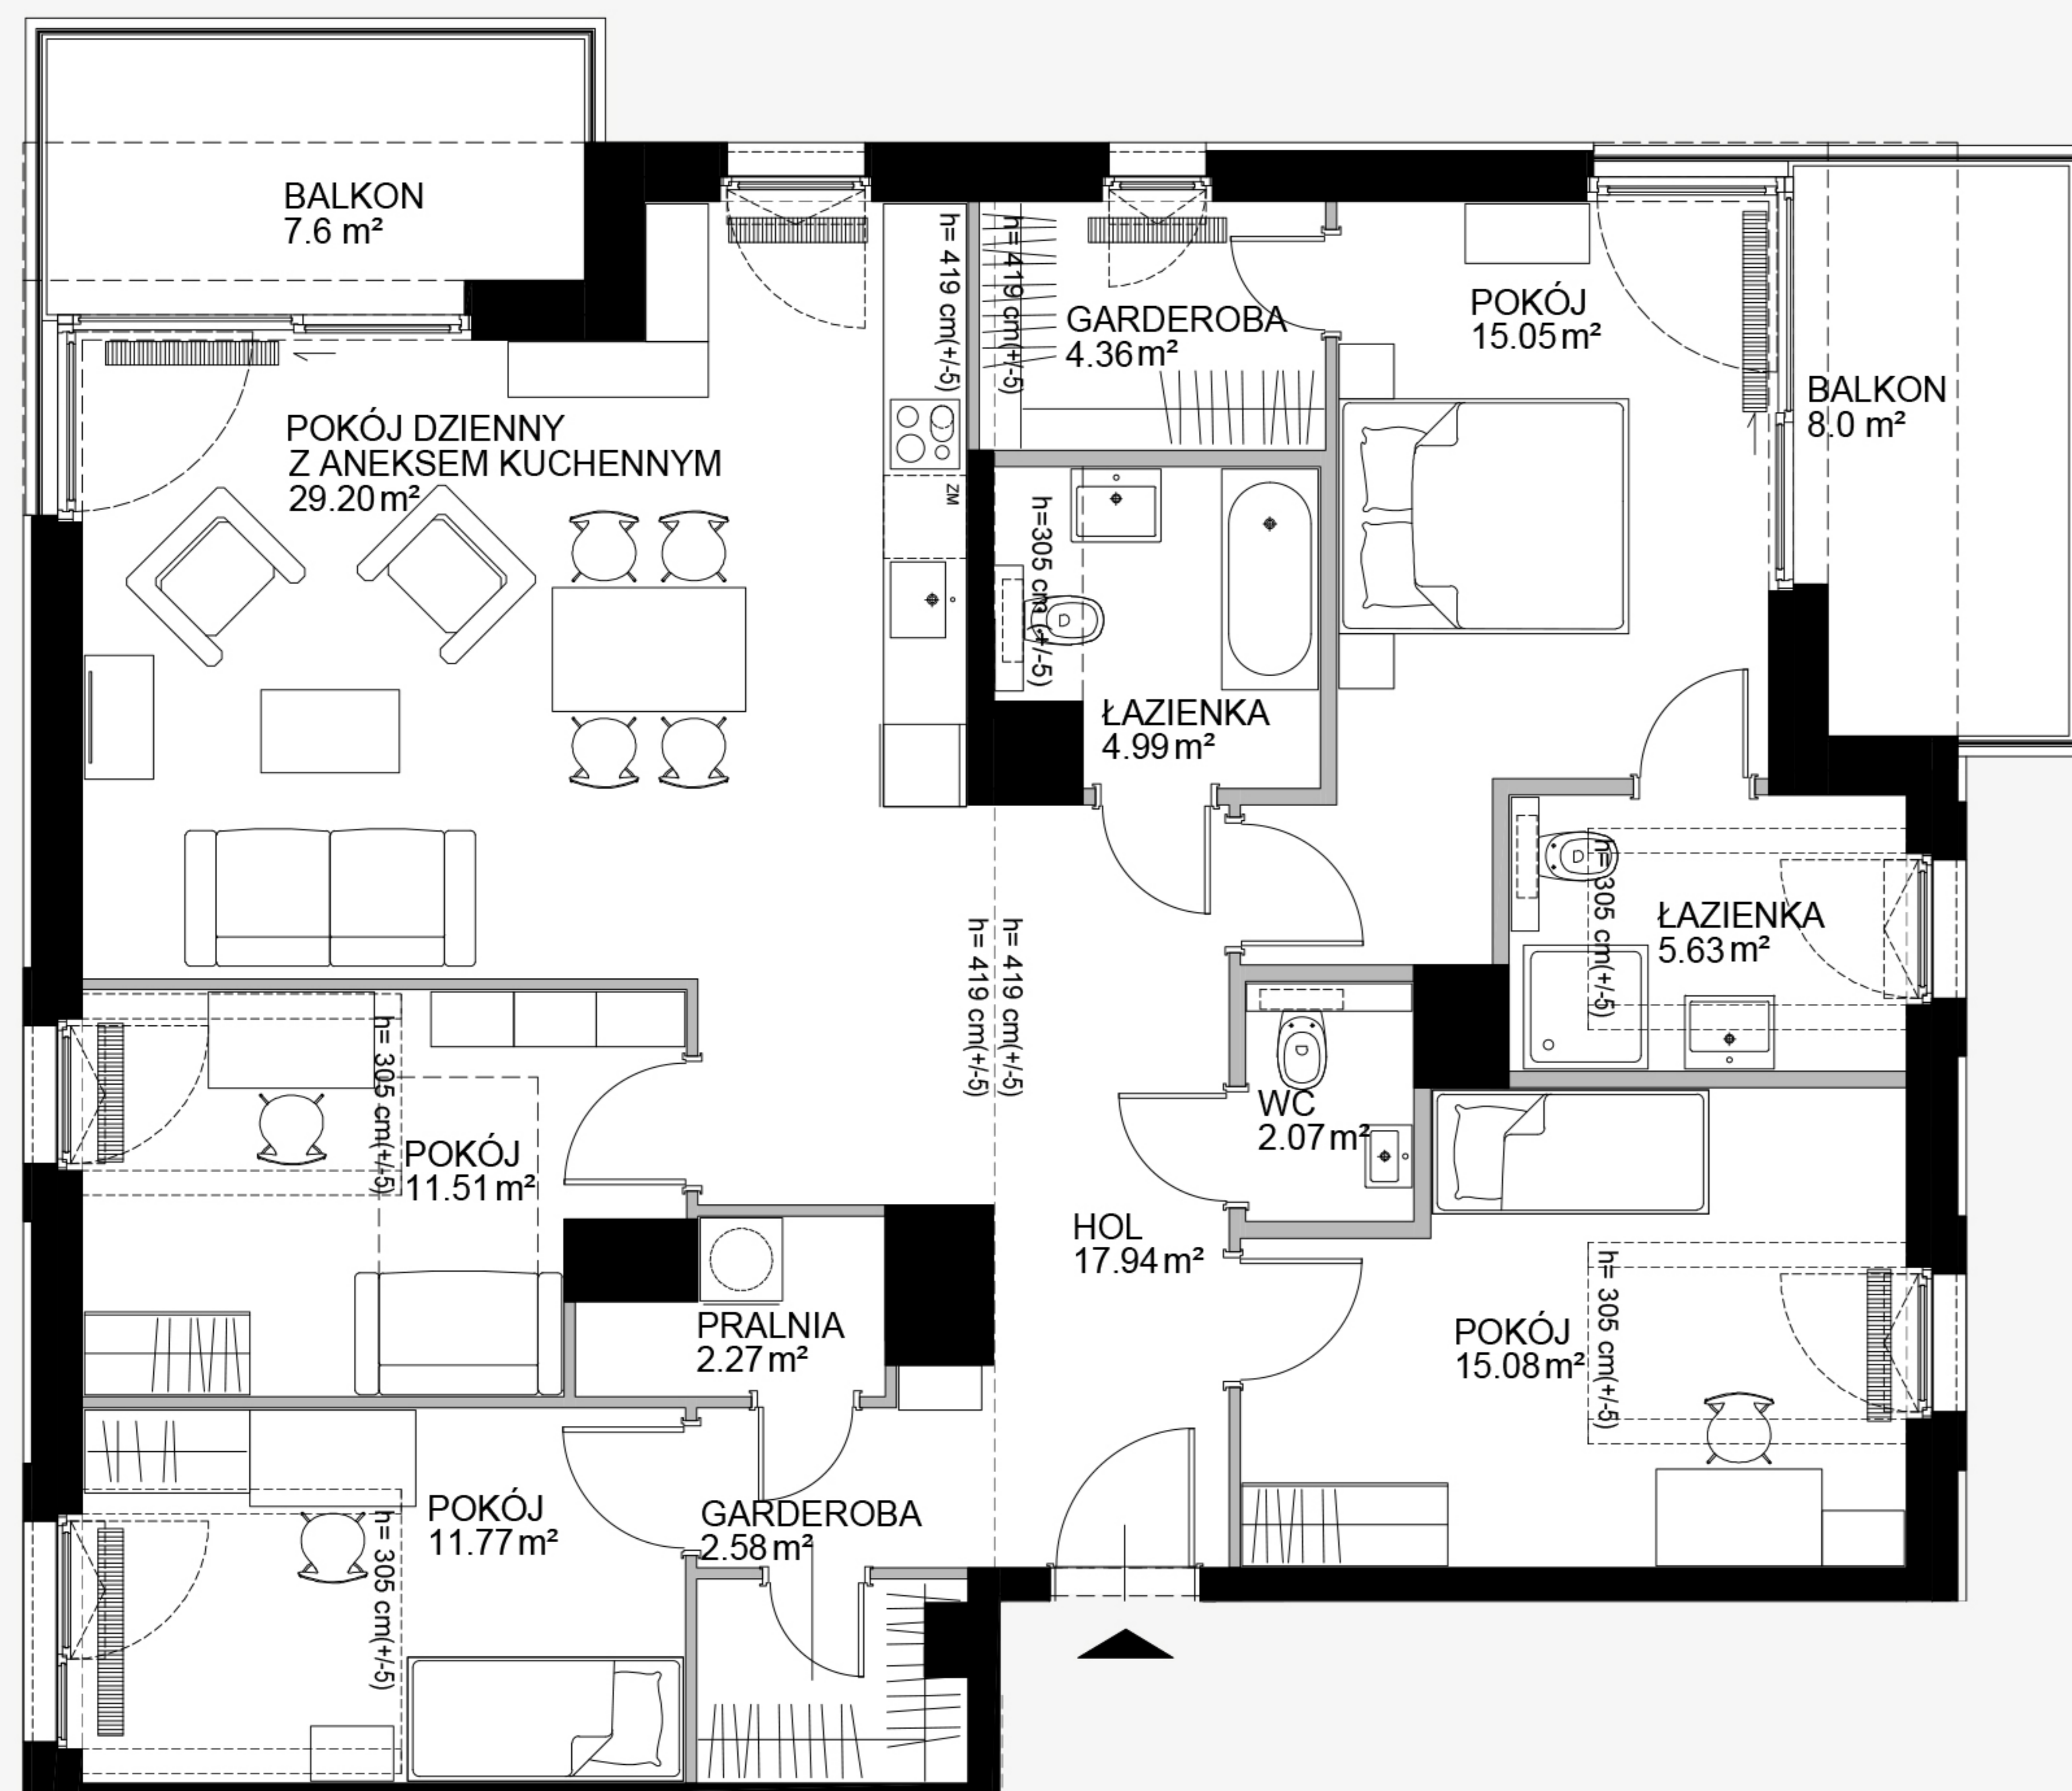 BALKON
7.6 m²
h= 419 cm(+/-5)
h= 419 cm(+/-5)
GARDEROBA
4.36 m²
POKÓJ
15.05 m²
BALKON
8.0 m²
POKÓJ DZIENNY
Z ANEKSEM KUCHENNYM
29.20 m²
ZM
h=305 cm (+/-5)
ŁAZIENKA
4.99 m²
h= 305 cm(+/-5)
ŁAZIENKA
5.63 m²
h= 419 cm(+/-5)
h= 419 cm(+/-5)
h= 305 cm(+/-5)
POKÓJ
11.51 m²
WC
2.07 m²
HOL
17.94 m²
PRALNIA
2.27 m²
POKÓJ
15.08 m²
h= 305 cm(+/-5)
POKÓJ
11.77 m²
h= 305 cm(+/-5)
GARDEROBA
2.58 m²